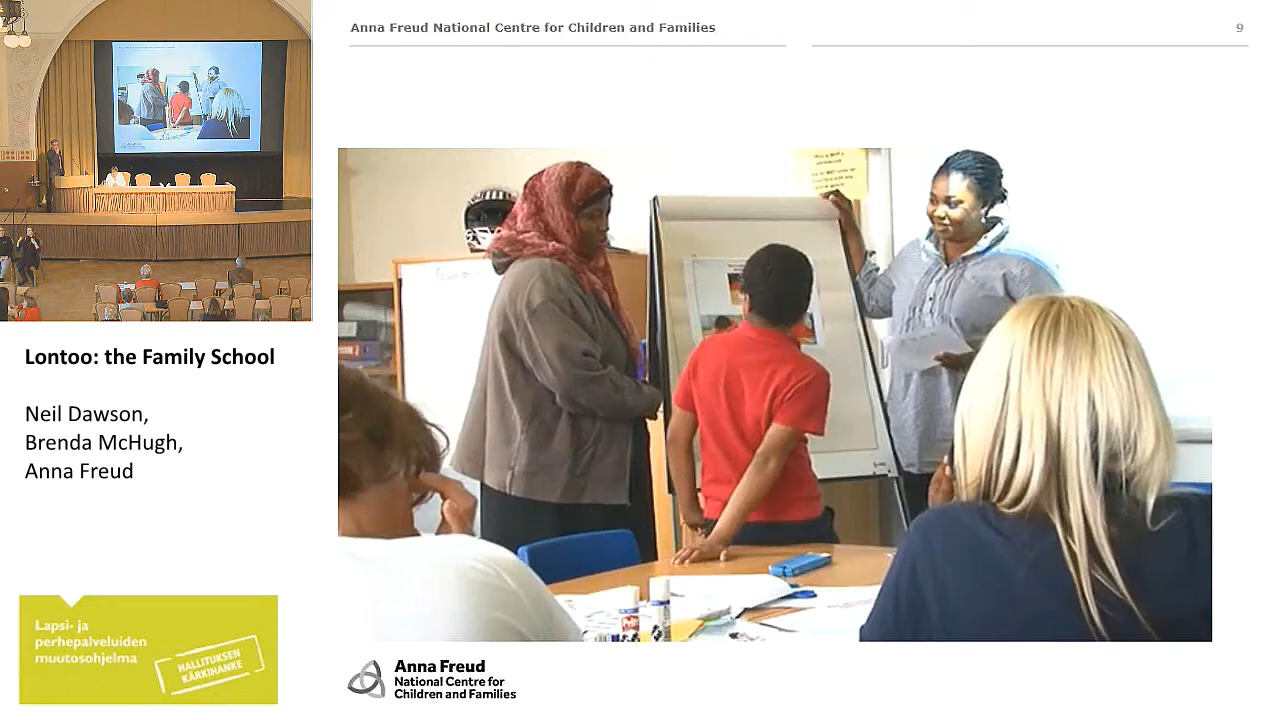 Anna Freud National Centre for Children and Families
9
Lontoo: the Family School
Neil Dawson,
Brenda McHugh,
Anna Freud
Lapsi- ja
perhepalveluiden
muutosohjelma
HALLITUKSEN
KÄRKIHANKE
Anna Freud
National Centre for
Children and Families